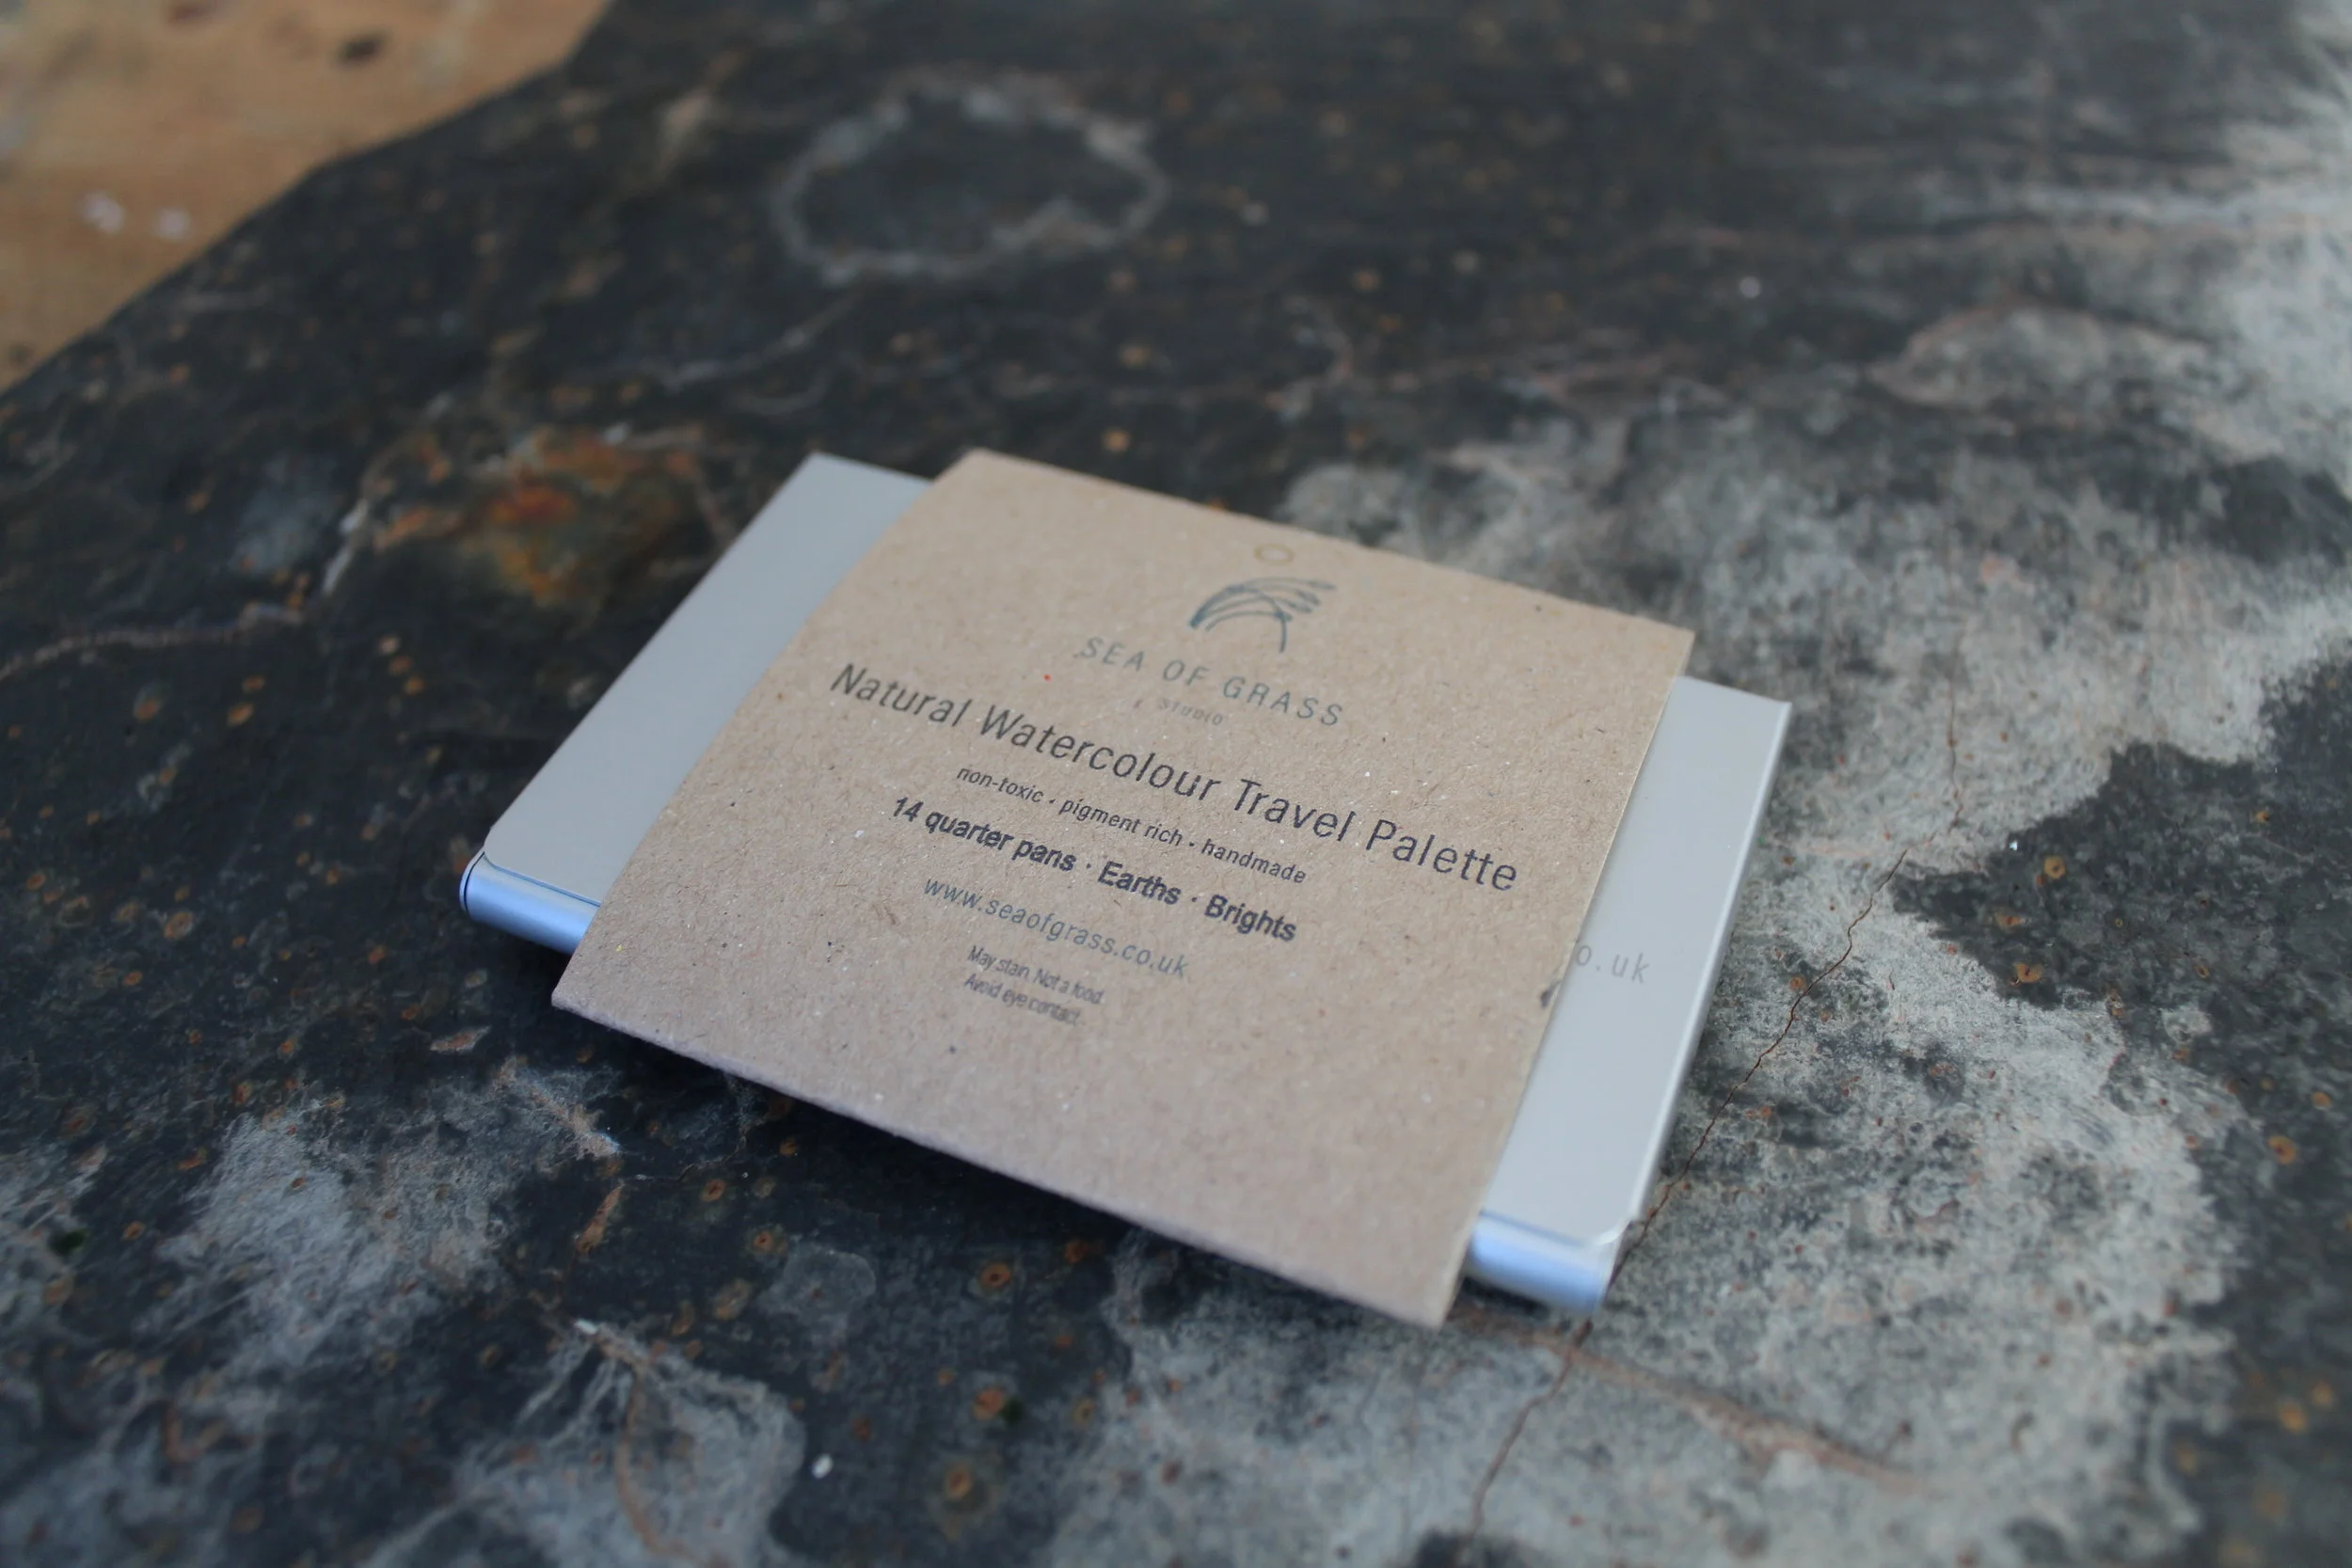 SEA OF GRASS
STUDIO
Natural Watercolour Travel Palette
non-toxic · pigment rich · handmade
14 quarter pans · Earths · Brights
www.seaofgrass.co.uk
May stain. Not a food.
Avoid eye contact.
o.uk